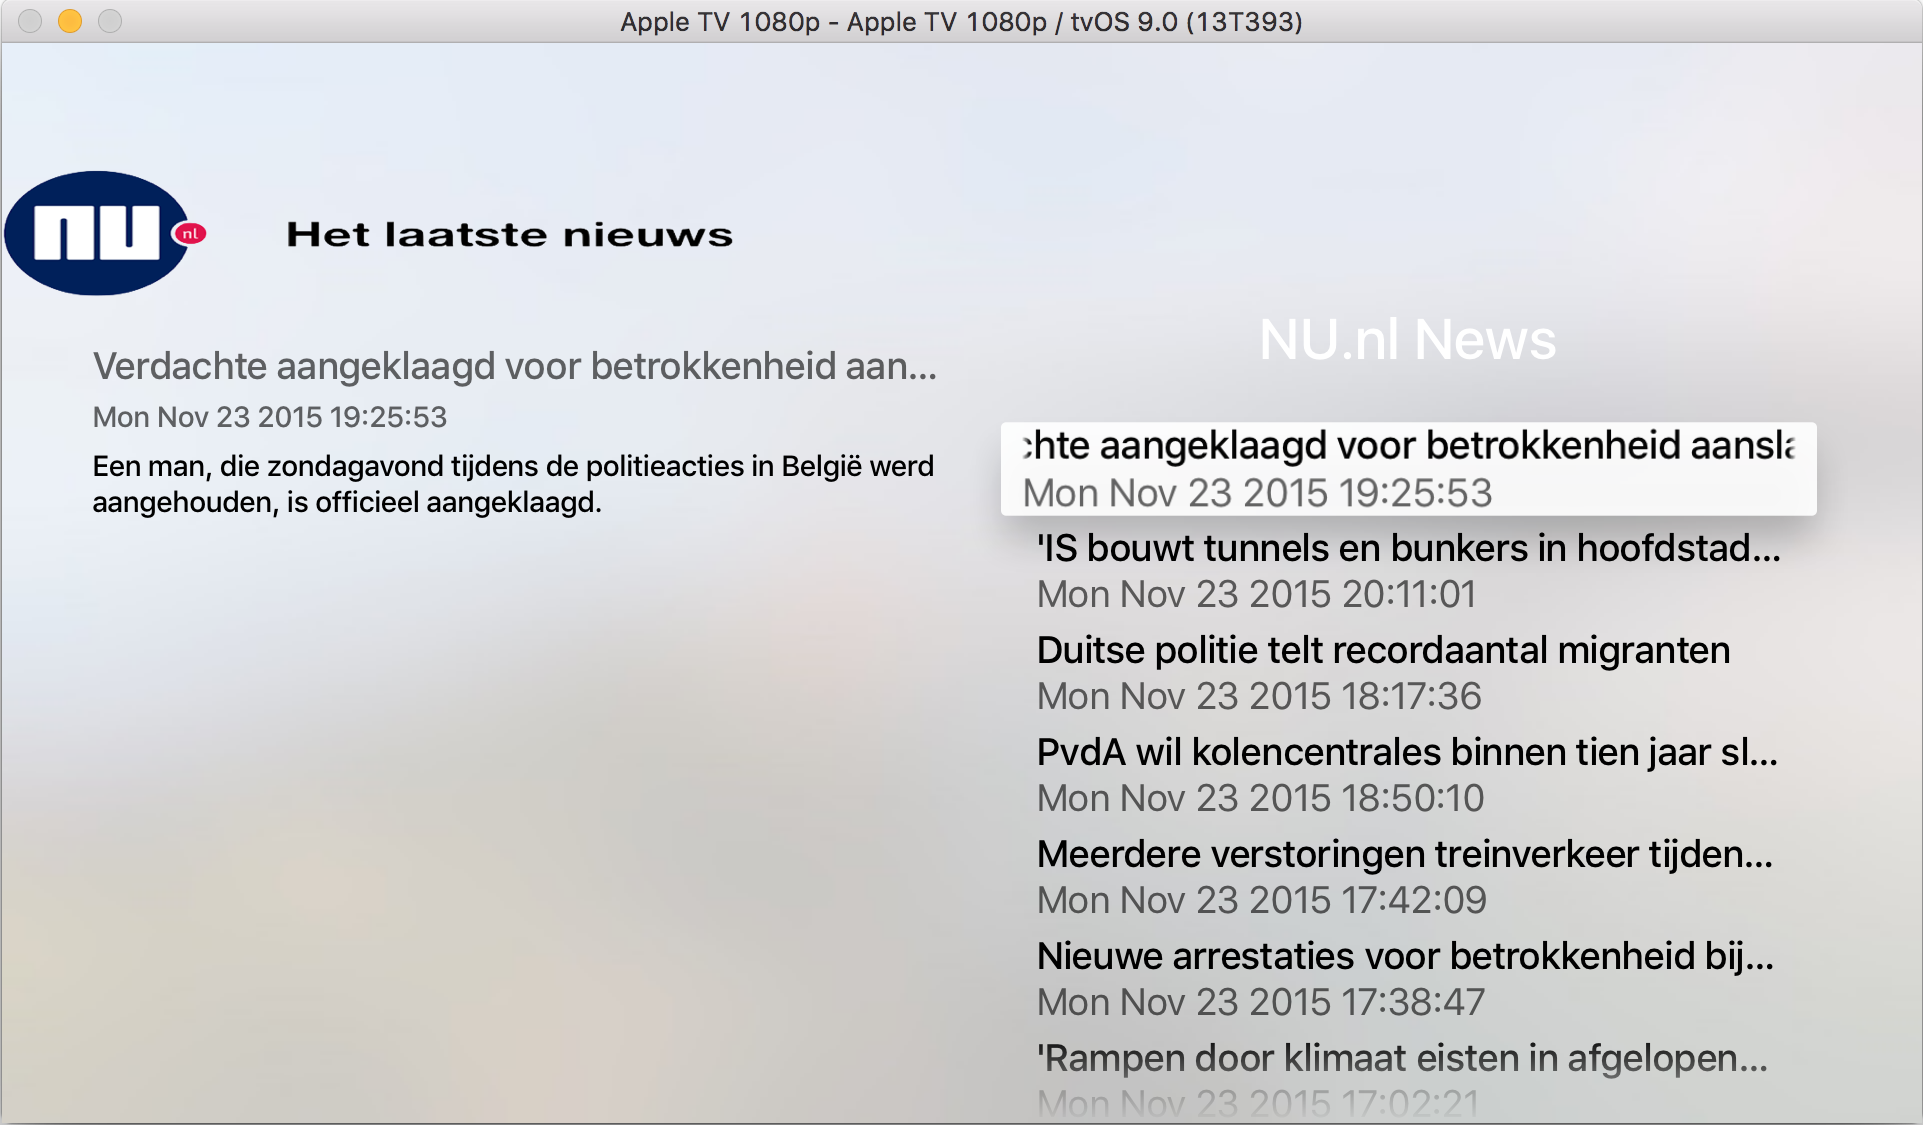 Apple TV 1080p - Apple TV 1080p / tvOS 9.0 (13T393)
nu
nl
Het laatste nieuws
Verdachte aangeklaagd voor betrokkenheid aan...
Mon Nov 23 2015 19:25:53
Een man, die zondagavond tijdens de politieacties in België werd
aangehouden, is officieel aangeklaagd.
NU.nl News
chte aangeklaagd voor betrokkenheid aansla
Mon Nov 23 2015 19:25:53
'IS bouwt tunnels en bunkers in hoofdstad...
Mon Nov 23 2015 20:11:01
Duitse politie telt recordaantal migranten
Mon Nov 23 2015 18:17:36
PvdA wil kolencentrales binnen tien jaar sl...
Mon Nov 23 2015 18:50:10
Meerdere verstoringen treinverkeer tijden...
Mon Nov 23 2015 17:42:09
Nieuwe arrestaties voor betrokkenheid bij...
Mon Nov 23 2015 17:38:47
'Rampen door klimaat eisten in afgelopen...
Mon Nov 23 2015 17:02:21